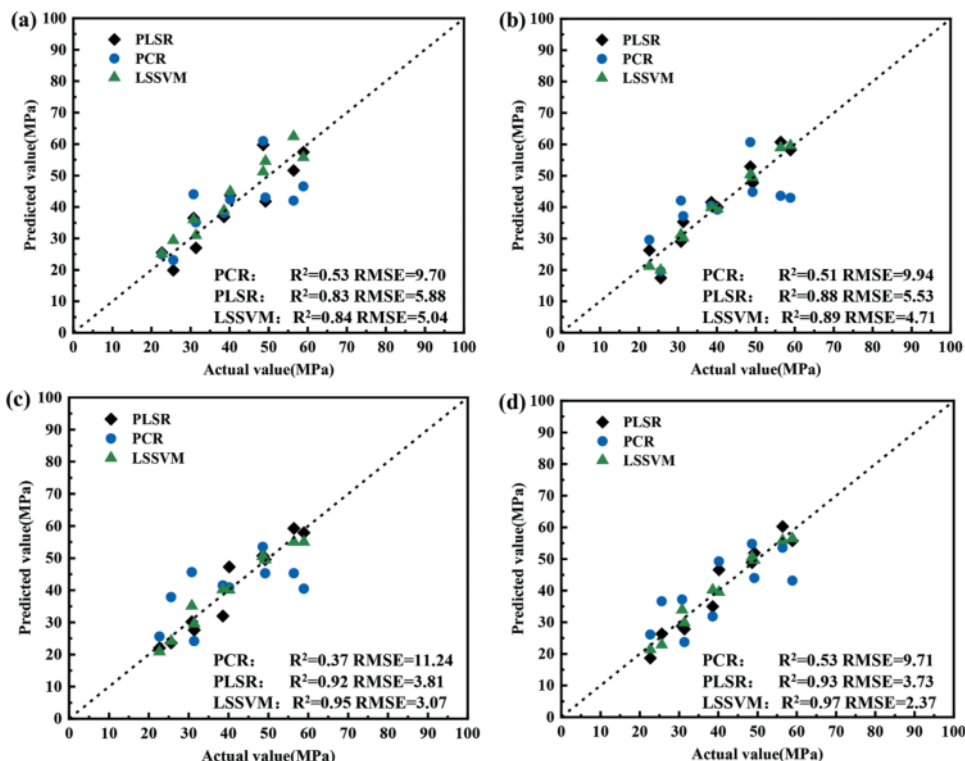 (a)
PLSR
PCR
LSSVM
PCR： R²=0.53 RMSE=9.70
PLSR： R²=0.83 RMSE=5.88
LSSVM：R²=0.84 RMSE=5.04
100
90
80
70
60
50
40
30
20
10
0
0 10 20 30 40 50 60 70 80 90 100
Predicted value(MPa)
Actual value(MPa)
(b)
PLSR
PCR
LSSVM
PCR： R²=0.51 RMSE=9.94
PLSR： R²=0.88 RMSE=5.53
LSSVM：R²=0.89 RMSE=4.71
100
90
80
70
60
50
40
30
20
10
0
0 10 20 30 40 50 60 70 80 90 100
Predicted value(MPa)
Actual value(MPa)
(c)
PLSR
PCR
LSSVM
PCR： R²=0.37 RMSE=11.24
PLSR： R²=0.92 RMSE=3.81
LSSVM：R²=0.95 RMSE=3.07
100
90
80
70
60
50
40
30
20
10
0
0 10 20 30 40 50 60 70 80 90 100
Predicted value(MPa)
Actual value(MPa)
(d)
PLSR
PCR
LSSVM
PCR： R²=0.53 RMSE=9.71
PLSR： R²=0.93 RMSE=3.73
LSSVM：R²=0.97 RMSE=2.37
100
90
80
70
60
50
40
30
20
10
0
0 10 20 30 40 50 60 70 80 90 100
Predicted value(MPa)
Actual value(MPa)